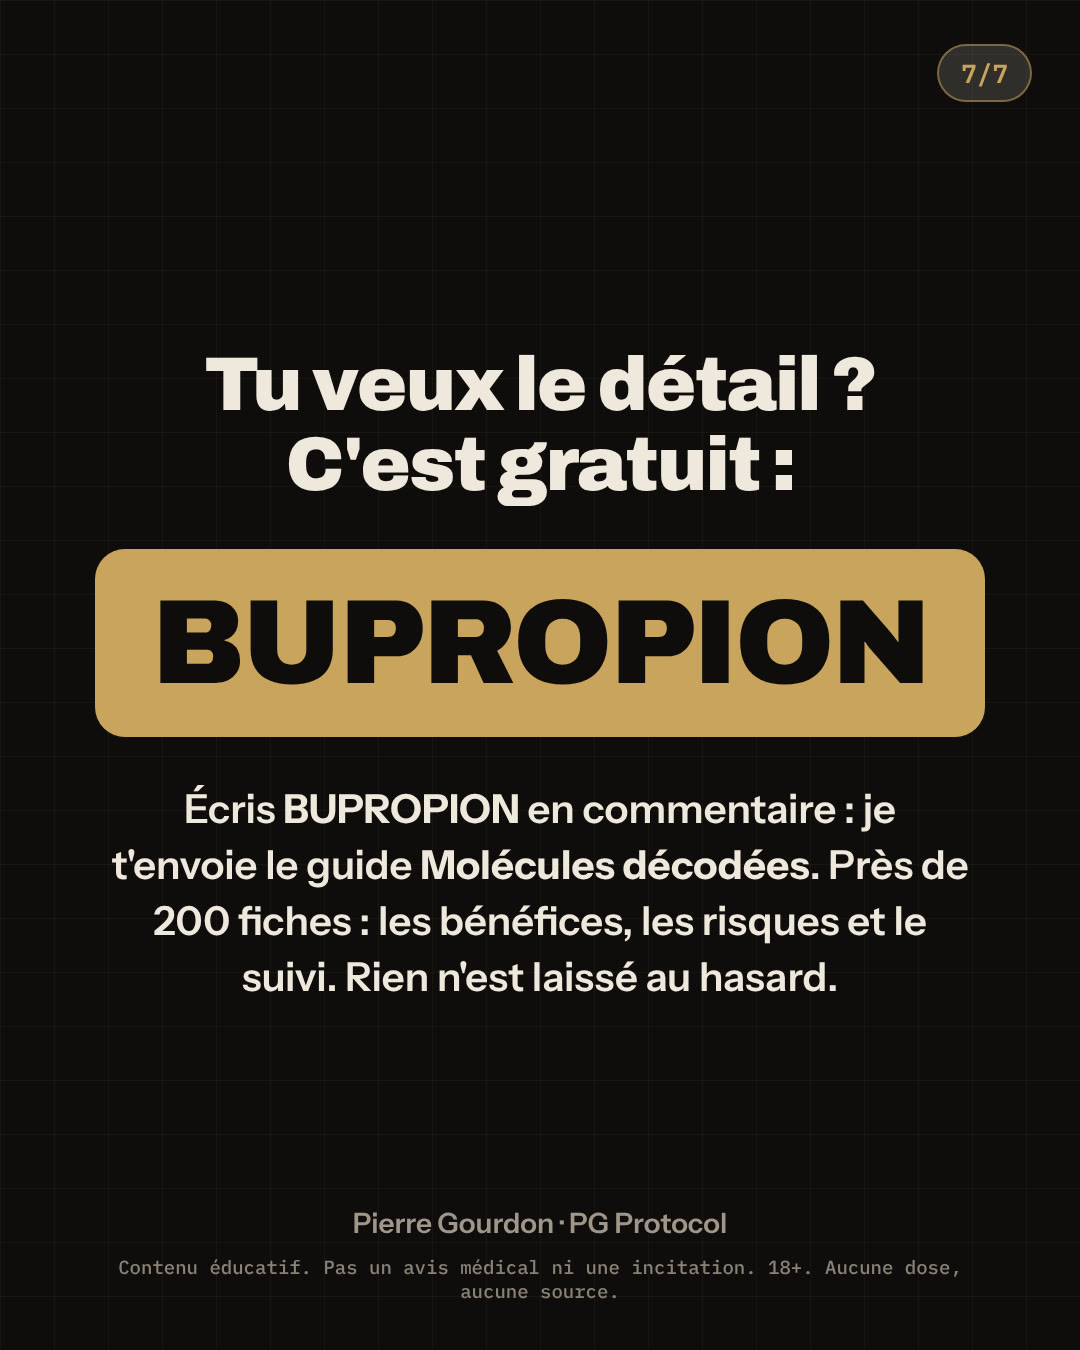 7/7
Tu veux le détail ?
C'est gratuit :
BUPROPION
Écris BUPROPION en commentaire : je
t'envoie le guide Molécules décodées. Près de
200 fiches : les bénéfices, les risques et le
suivi. Rien n'est laissé au hasard.
Pierre Gourdon · PG Protocol
Contenu éducatif. Pas un avis médical ni une incitation. 18+. Aucune dose,
aucune source.